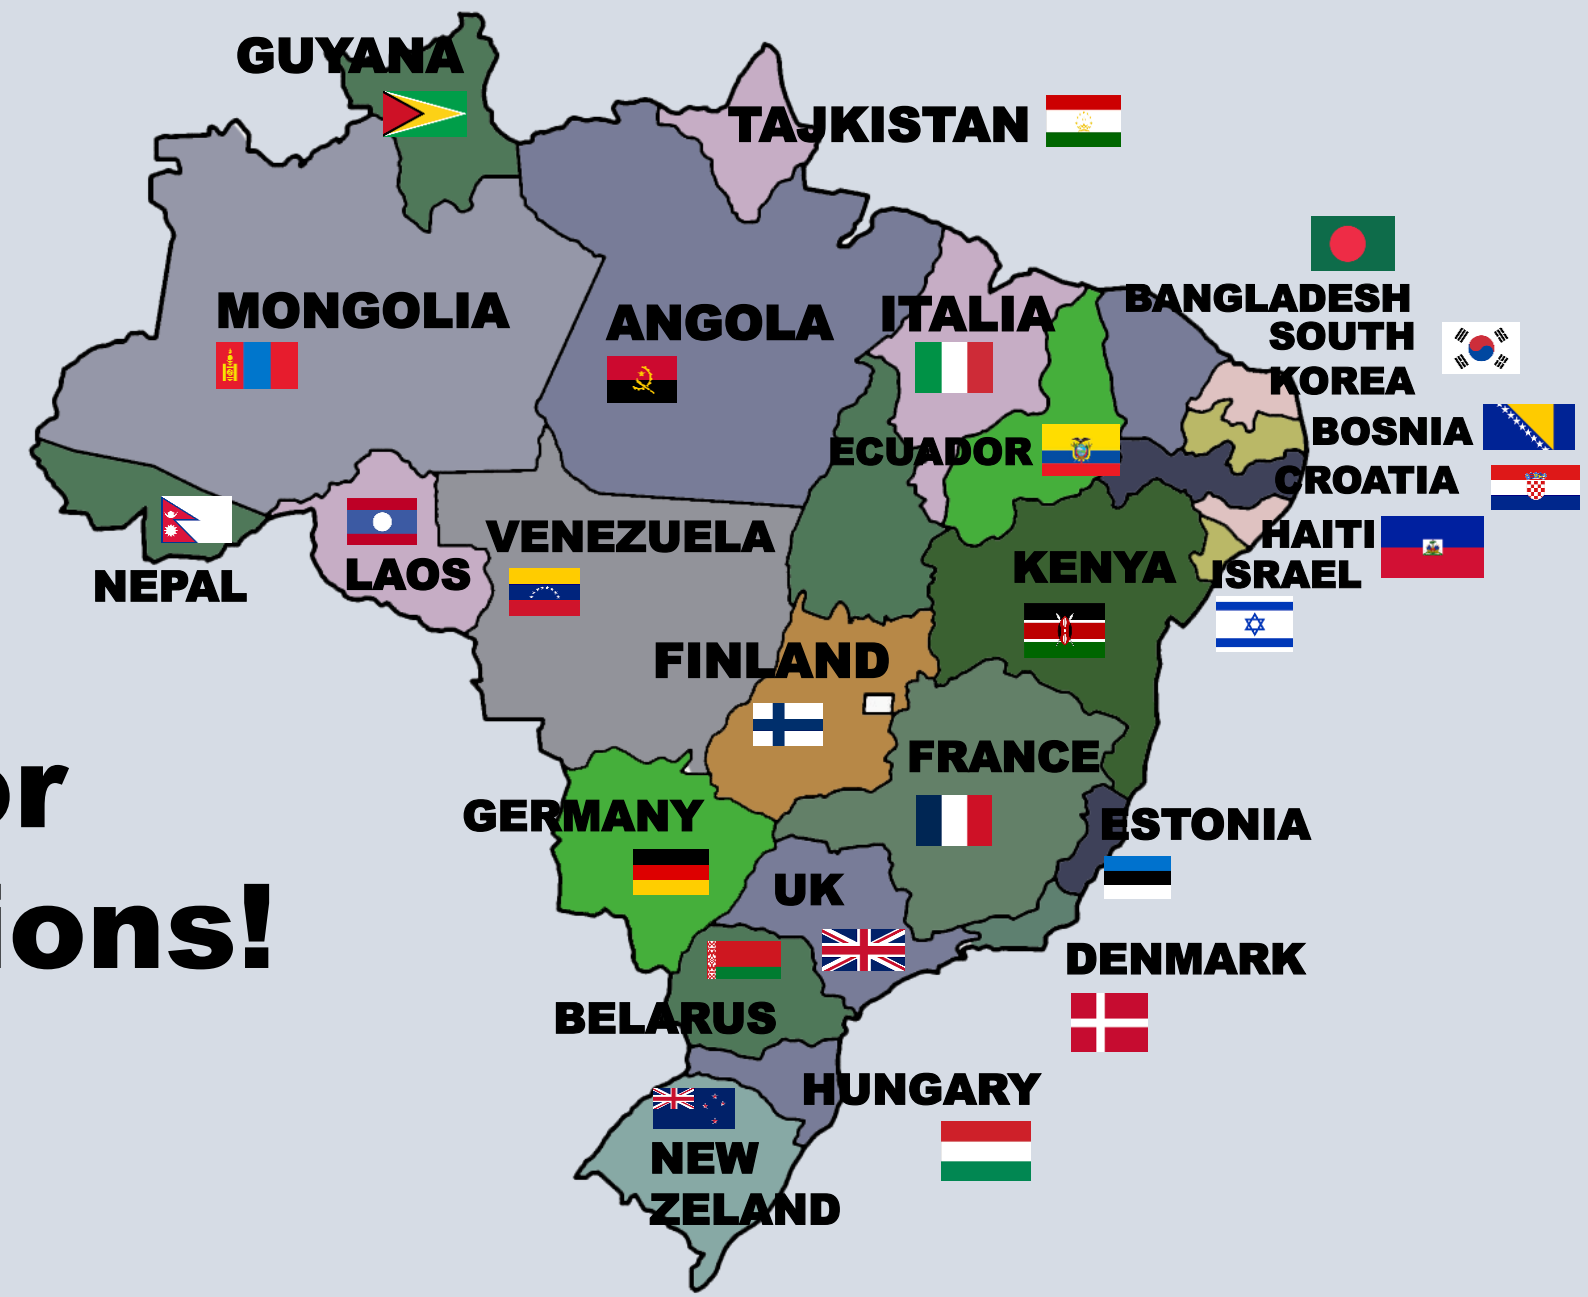 GUYANA
TAJKISTAN
MONGOLIA
ANGOLA
ITALIA
BANGLADESH
SOUTH
KOREA
BOSNIA
ECUADOR
CROATIA
NEPAL
LAOS
VENEZUELA
KENYA
HAITI
ISRAEL
FINLAND
FRANCE
or
GERMANY
ESTONIA
UK
ions!
BELARUS
DENMARK
HUNGARY
NEW
ZELAND